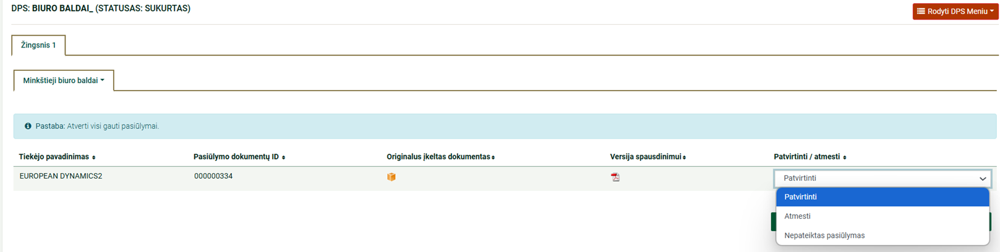 DPS: BIURO BALDAI_ (STATUSAS: SUKURTAS)
Rodyti DPS Meniu
Žingsnis 1
Minkštieji biuro baldai
Pastaba: Atverti visi gauti pasiūlymai.
Tiekėjo pavadinimas Pasiūlymo dokumentų ID Originalus įkeltas dokumentas Versija spausdinimui Patvirtinti / atmesti
EUROPEAN DYNAMICS2 000000334 Patvirtinti
Patvirtinti
Atmesti
Nepateiktas pasiūlymas